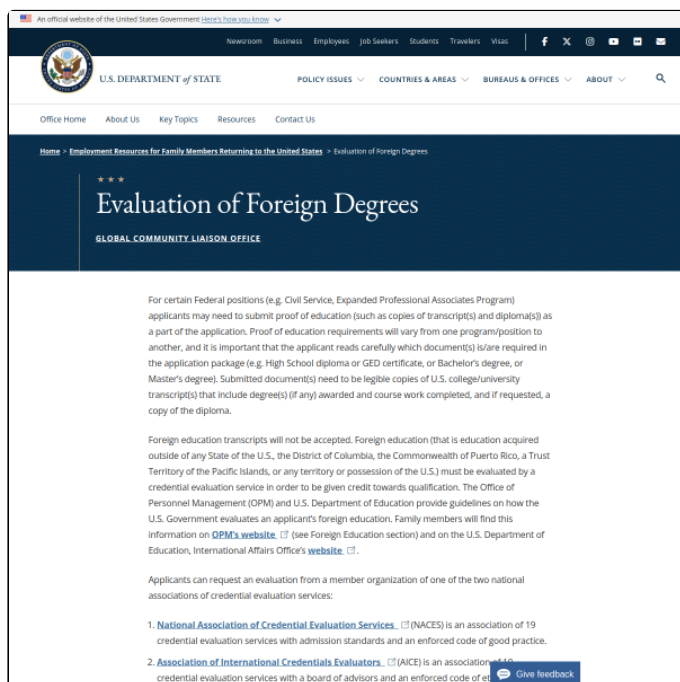 An official website of the United States Government Here's how you know
Newsroom Business Employees Job Seekers Students Travelers Visas
U.S. DEPARTMENT of STATE
POLICY ISSUES COUNTRIES & AREAS BUREAUS & OFFICES ABOUT
Office Home About Us Key Topics Resources Contact Us
Home > Employment Resources for Family Members Returning to the United States > Evaluation of Foreign Degrees
Evaluation of Foreign Degrees
GLOBAL COMMUNITY LIAISON OFFICE
For certain Federal positions (e.g. Civil Service, Expanded Professional Associates Program)
applicants may need to submit proof of education (such as copies of transcript(s) and diploma(s)) as
a part of the application. Proof of education requirements will vary from one program/position to
another, and it is important that the applicant reads carefully which document(s) is/are required in
the application package (e.g. High School diploma or GED certificate, or Bachelor's degree, or
Master's degree). Submitted document(s) need to be legible copies of U.S. college/university
transcript(s) that include degree(s) (if any) awarded and course work completed, and if requested, a
copy of the diploma.
Foreign education transcripts will not be accepted. Foreign education (that is education acquired
outside of any State of the U.S., the District of Columbia, the Commonwealth of Puerto Rico, a Trust
Territory of the Pacific Islands, or any territory or possession of the U.S.) must be evaluated by a
credential evaluation service in order to be given credit towards qualification. The Office of
Personnel Management (OPM) and U.S. Department of Education provide guidelines on how the
U.S. Government evaluates an applicant's foreign education. Family members will find this
information on OPM's website (see Foreign Education section) and on the U.S. Department of
Education, International Affairs Office's website.
Applicants can request an evaluation from a member organization of one of the two national
associations of credential evaluation services:
1. National Association of Credential Evaluation Services (NACES) is an association of 19
credential evaluation services with admission standards and an enforced code of good practice.
2. Association of International Credentials Evaluators (AICE) is an association
credential evaluation services with a board of advisors and an enforced code of
Give feedback